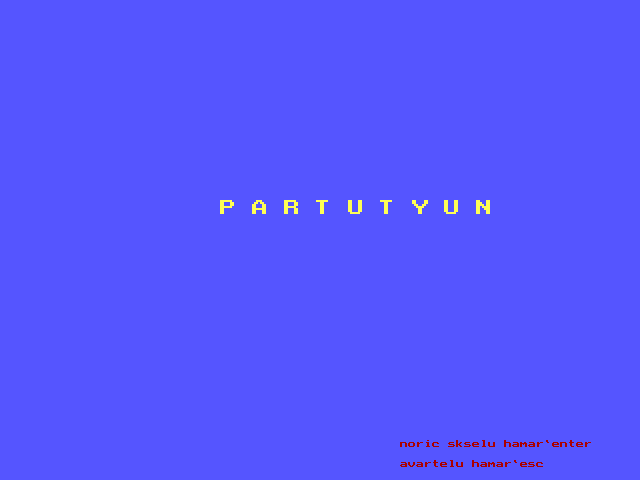 P A R T U T Y U N
noric skselu hamar`enter
avartelu hamar`esc